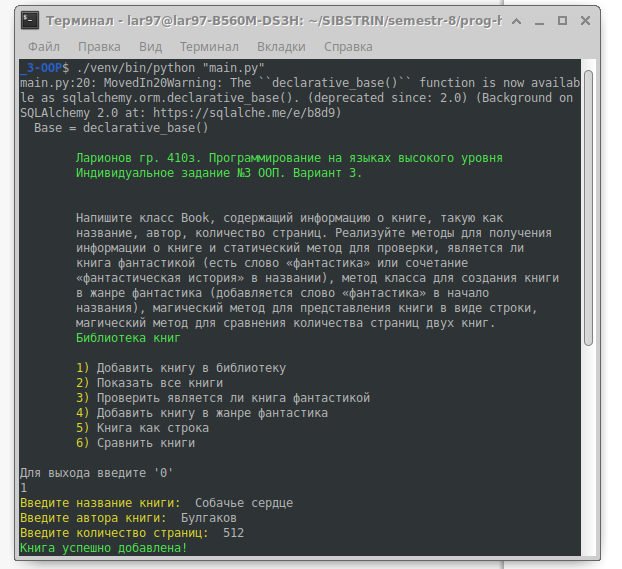 Терминал - lar97@lar97-B560M-DS3H: ~/SIBSTRIN/semestr-8/prog-h
Файл Правка Вид Терминал Вкладки Справка
_3-ООР$ ./venv/bin/python "main.py"
main.py:20: MovedIn20Warning: The ``declarative_base()`` function is now availab
le as sqlalchemy.orm.declarative_base(). (deprecated since: 2.0) (Background on
SQLAlchemy 2.0 at: https://sqlalche.me/e/b8d9)
Base = declarative_base()
Ларионов гр. 410з. Программирование на языках высокого уровня
Индивидуальное задание №3 ООП. Вариант 3.
Напишите класс Book, содержащий информацию о книге, такую как
название, автор, количество страниц. Реализуйте методы для получения
информации о книге и статический метод для проверки, является ли
книга фантастикой (есть слово «фантастика» или сочетание
«фантастическая история» в названии), метод класса для создания книги
в жанре фантастика (добавляется слово «фантастика» в начало
названия), магический метод для представления книги в виде строки,
магический метод для сравнения количества страниц двух книг.
Библиотека книг
1) Добавить книгу в библиотеку
2) Показать все книги
3) Проверить является ли книга фантастикой
4) Добавить книгу в жанре фантастика
5) Книга как строка
6) Сравнить книги
Для выхода введите '0'
1
Введите название книги: Собачье сердце
Введите автора книги: Булгаков
Введите количество страниц: 512
Книга успешно добавлена!